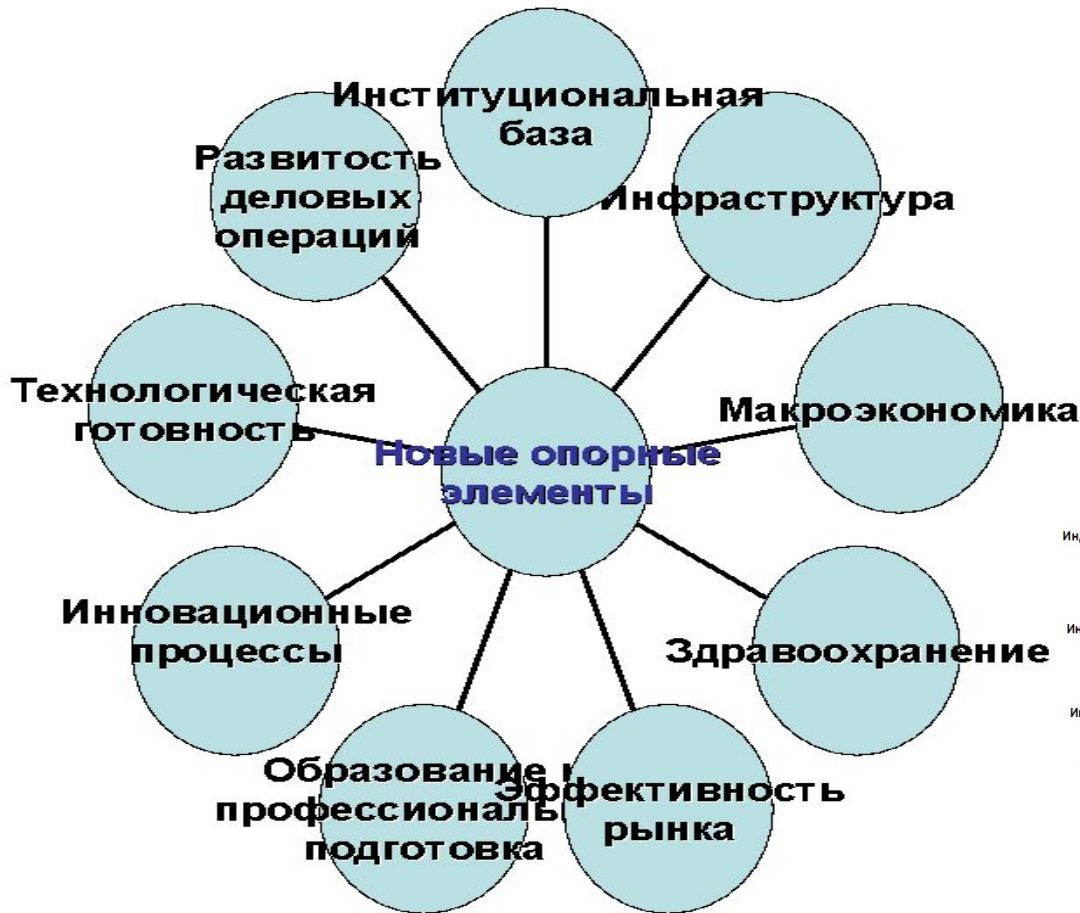 Институциональная
база
Инфраструктура
Макроэкономика
Здравоохранение
Эффективность
рынка
Образование
подготовка
Инновационные
процессы
Технологическая
готовность
Развитость
деловых
операций
Новые опорные
элементы